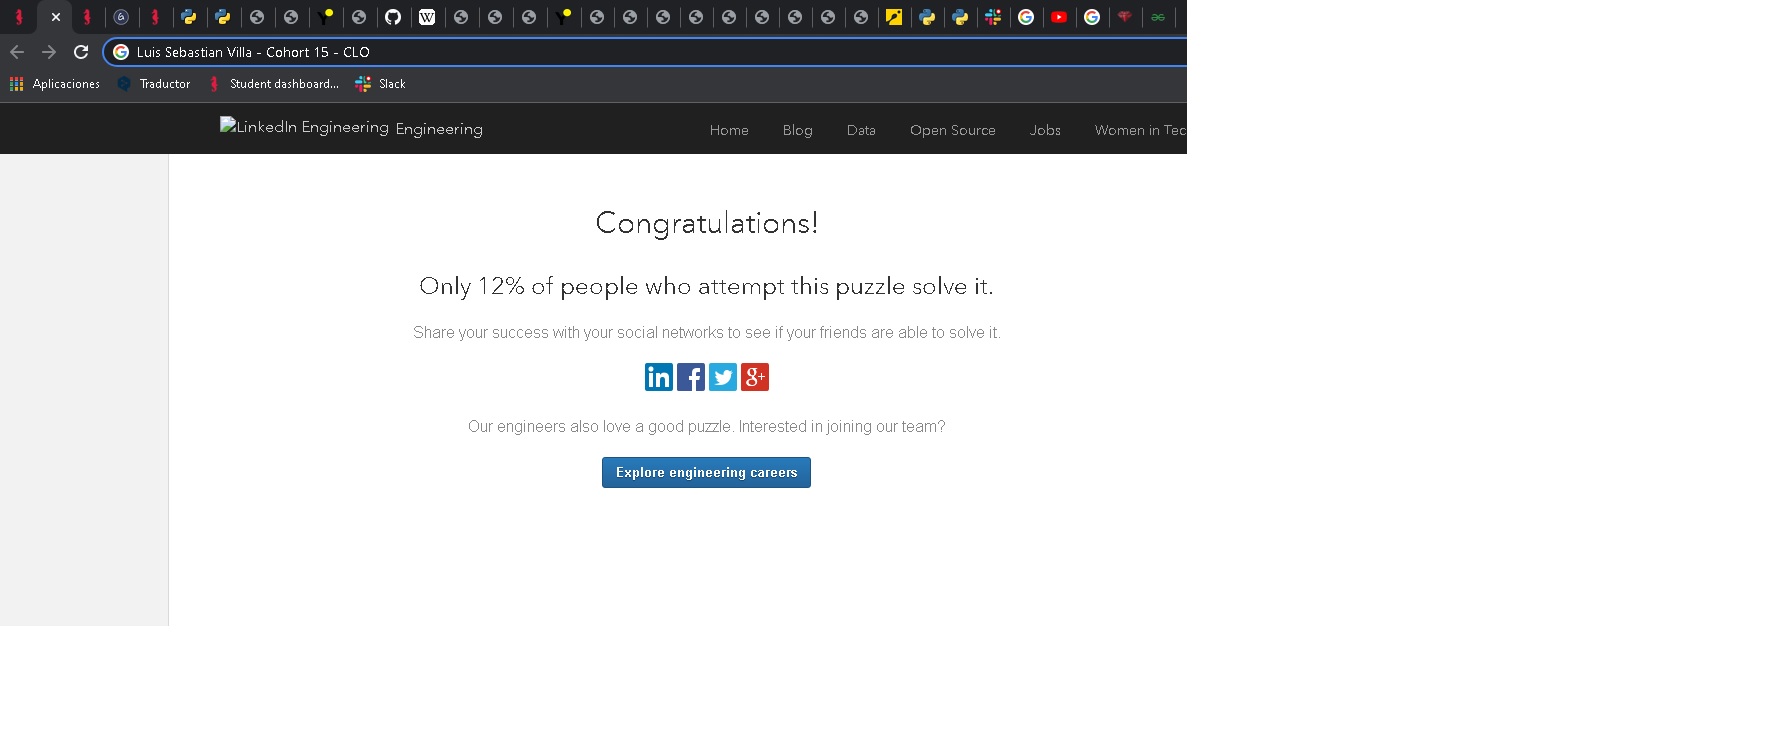 Luis Sebastian Villa - Cohort 15 - CLO
Aplicaciones Traductor Student dashboard... Slack
LinkedIn Engineering Engineering Home Blog Data Open Source Jobs Women in Tec
Congratulations!
Only 12% of people who attempt this puzzle solve it.
Share your success with your social networks to see if your friends are able to solve it.
Our engineers also love a good puzzle. Interested in joining our team?
Explore engineering careers